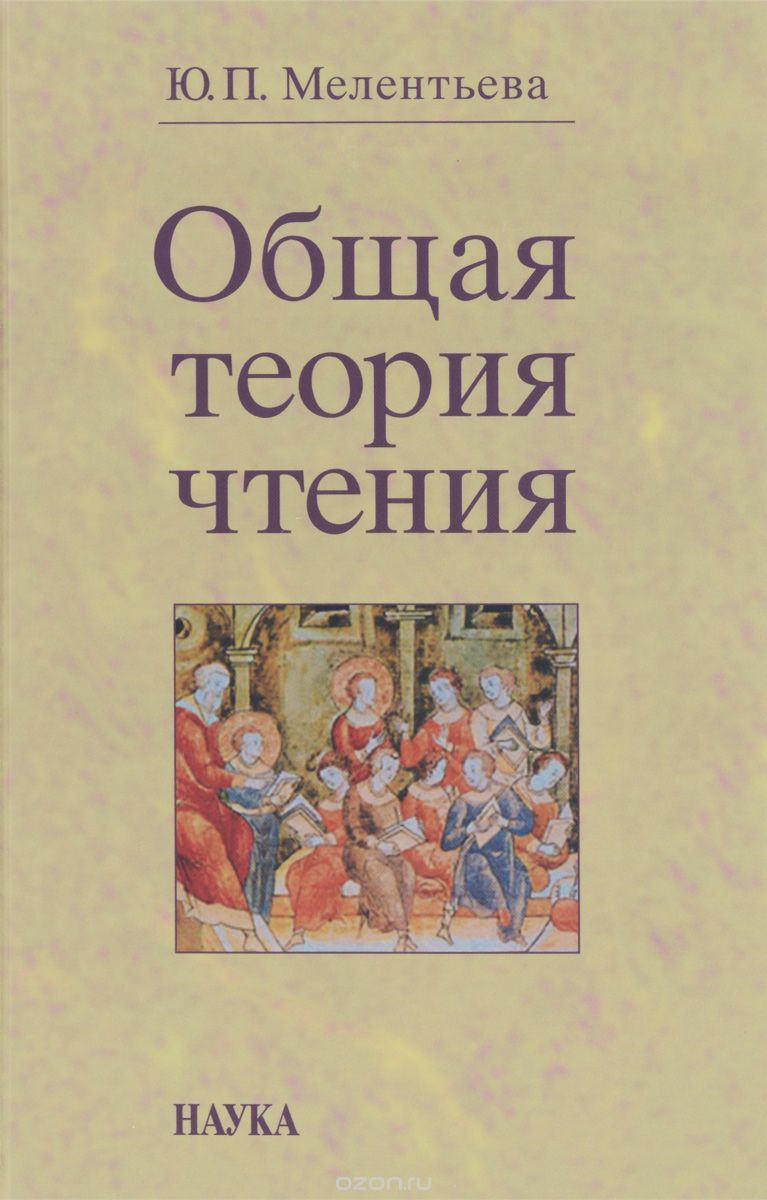 Ю. П. Мелентьева
Общая
теория
чтения
НАУКА
ozon.ru